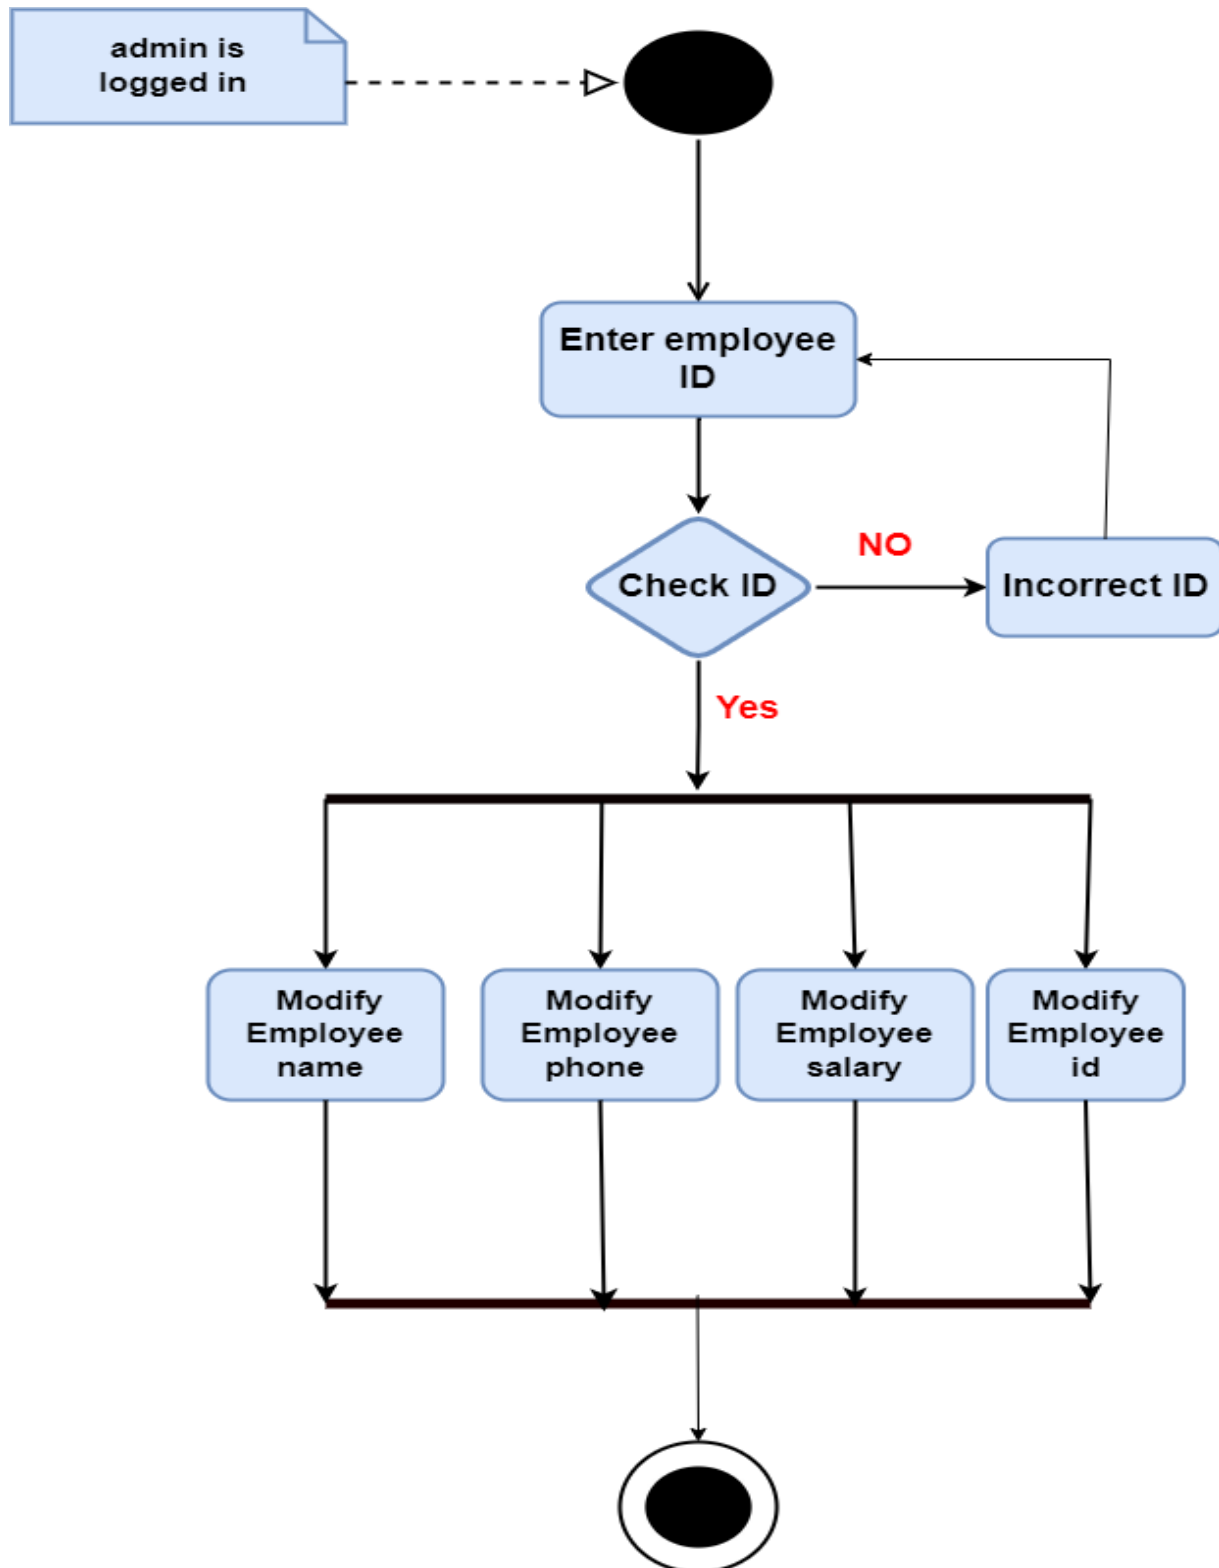 admin is
logged in
Enter employee
ID
Check ID
NO
Incorrect ID
Yes
Modify
Employee
name
Modify
Employee
phone
Modify
Employee
salary
Modify
Employee
id